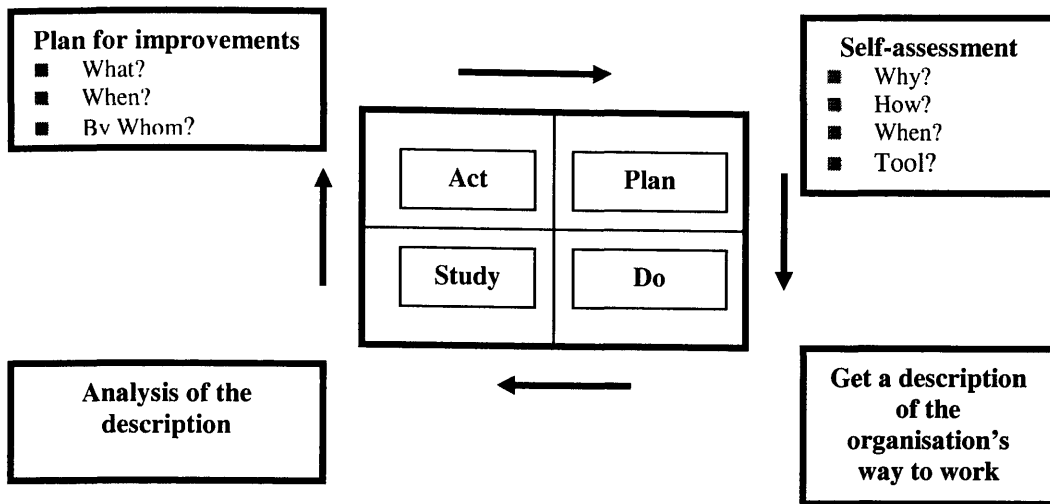 Plan for improvements
What?
When?
By Whom?
Self-assessment
Why?
How?
When?
Tool?
Act
Plan
Study
Do
Analysis of the
description
Get a description
of the
organisation's
way to work